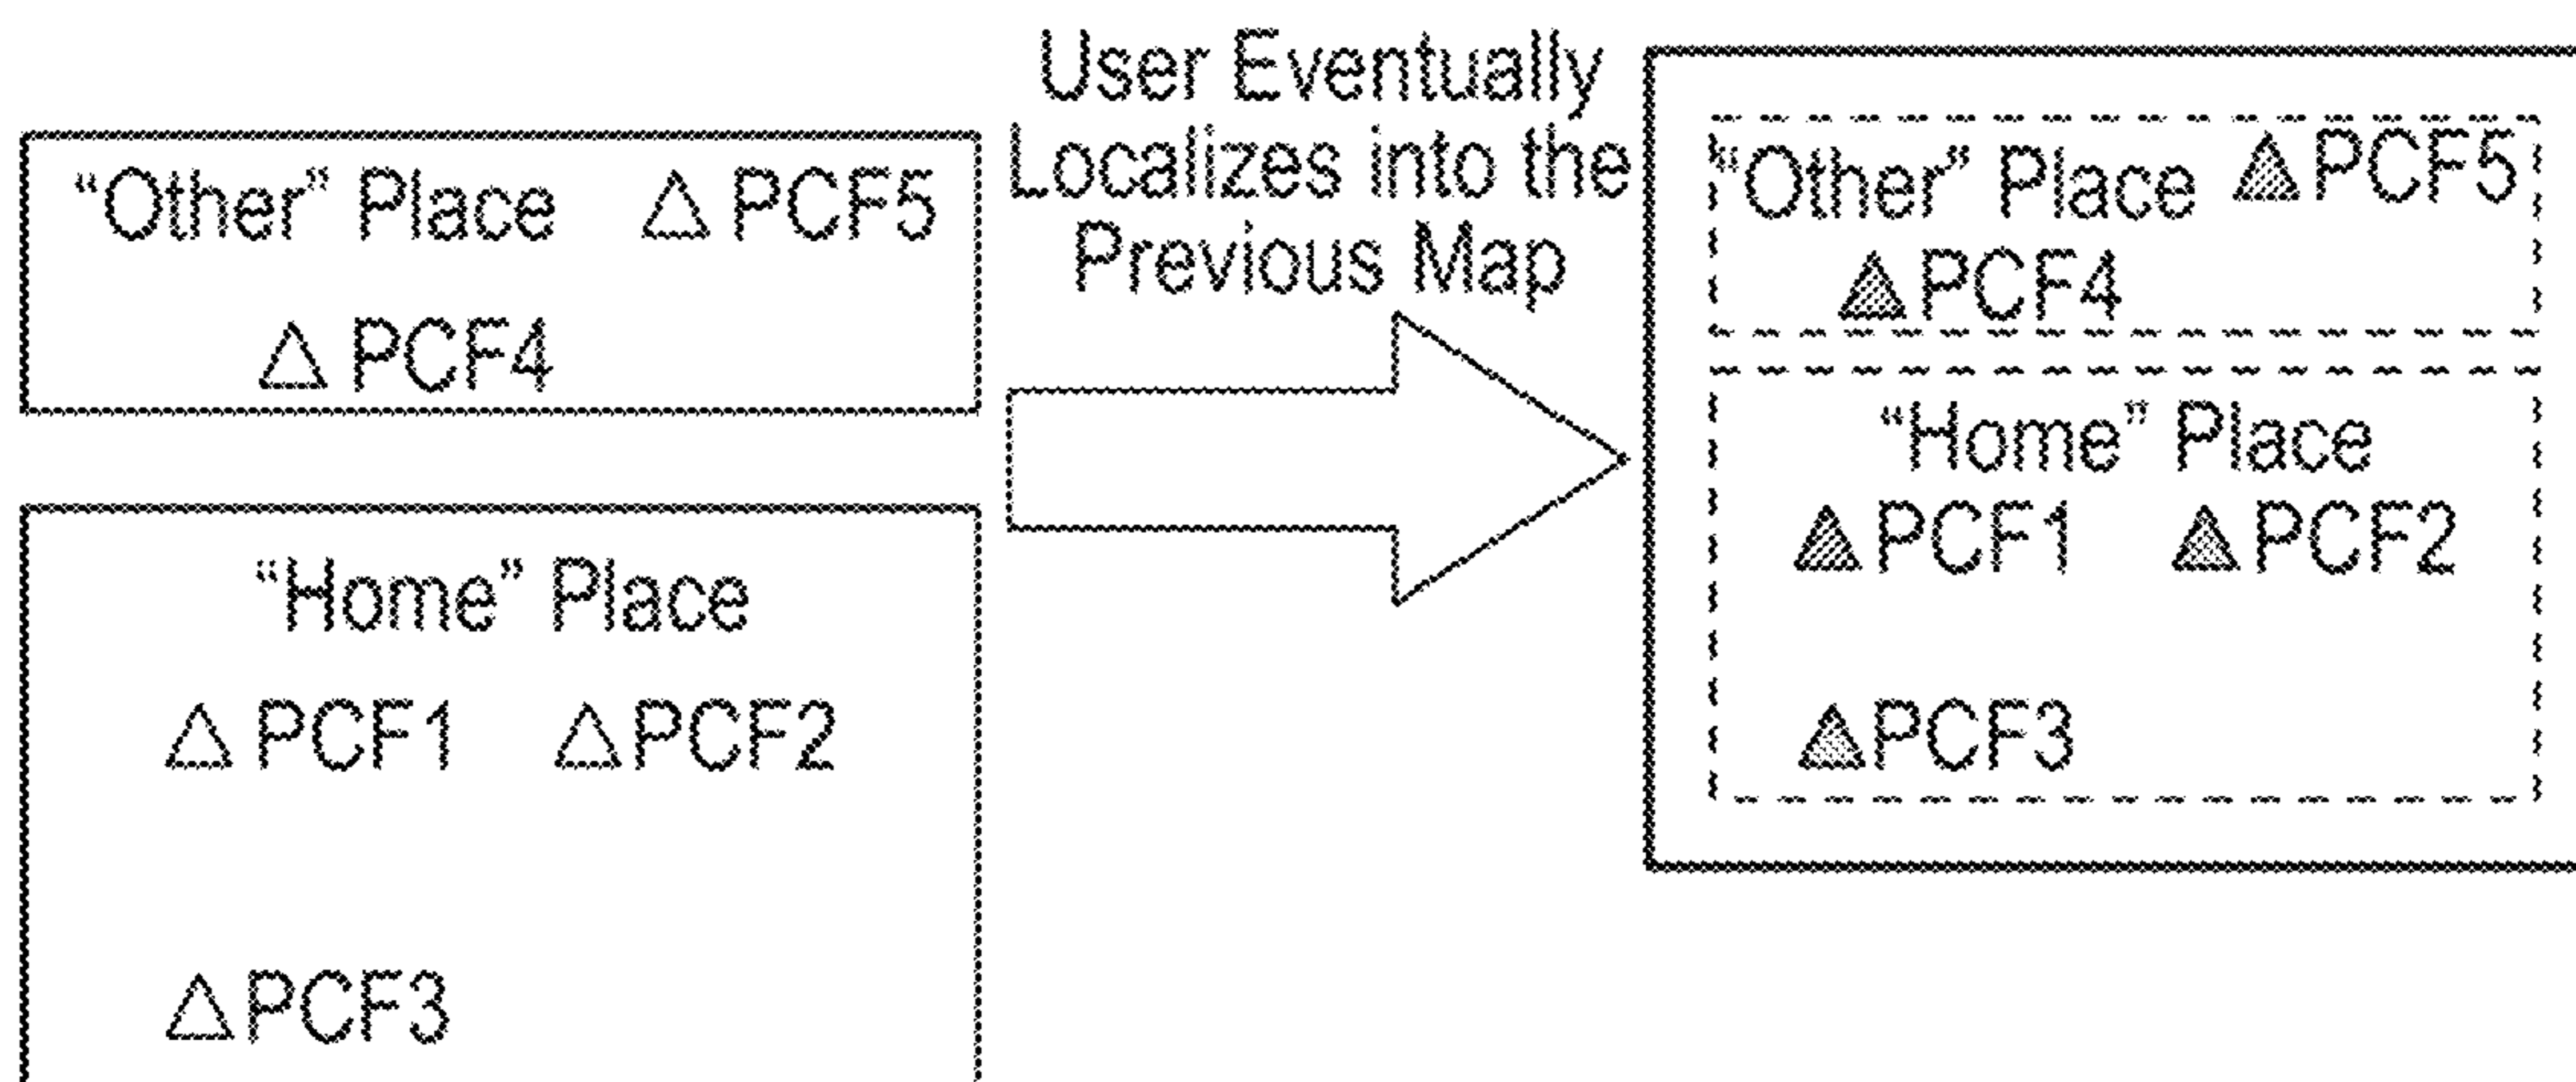 “Other” Place PCF5
PCF4
“Home” Place
PCF1 PCF2
PCF3
User Eventually
Localizes into the
Previous Map
“Other” Place PCF5
PCF4
“Home” Place
PCF1 PCF2
PCF3